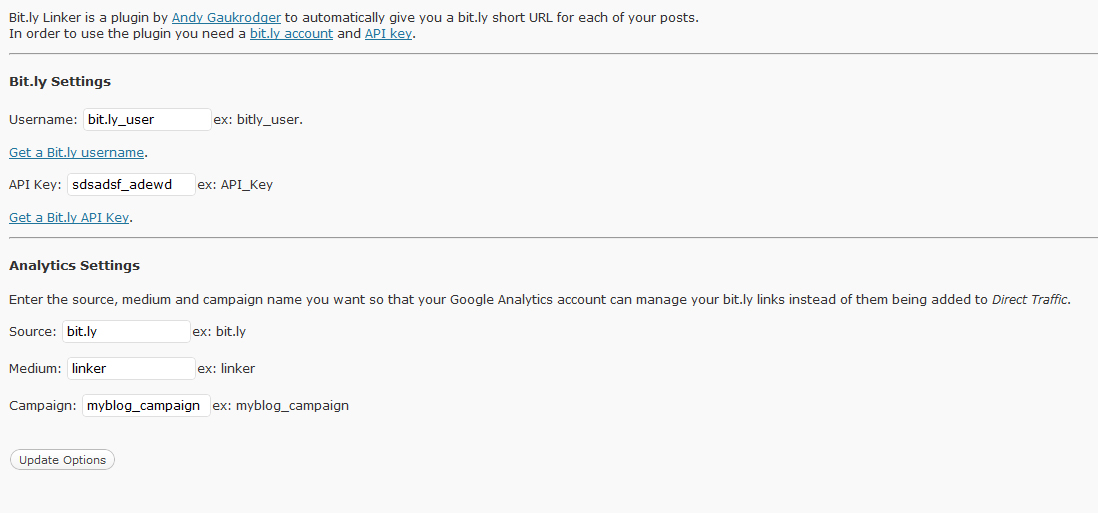 Bit.ly Linker is a plugin by Andy Gaukrodger to automatically give you a bit.ly short URL for each of your posts.
In order to use the plugin you need a bit.ly account and API key.
Bit.ly Settings
Username: bit.ly_user ex: bitly_user.
Get a Bit.ly username.
API Key: sdsadsf_adewd ex: API_Key
Get a Bit.ly API Key.
Analytics Settings
Enter the source, medium and campaign name you want so that your Google Analytics account can manage your bit.ly links instead of them being added to Direct Traffic.
Source: bit.ly ex: bit.ly
Medium: linker ex: linker
Campaign: myblog_campaign ex: myblog_campaign
Update Options